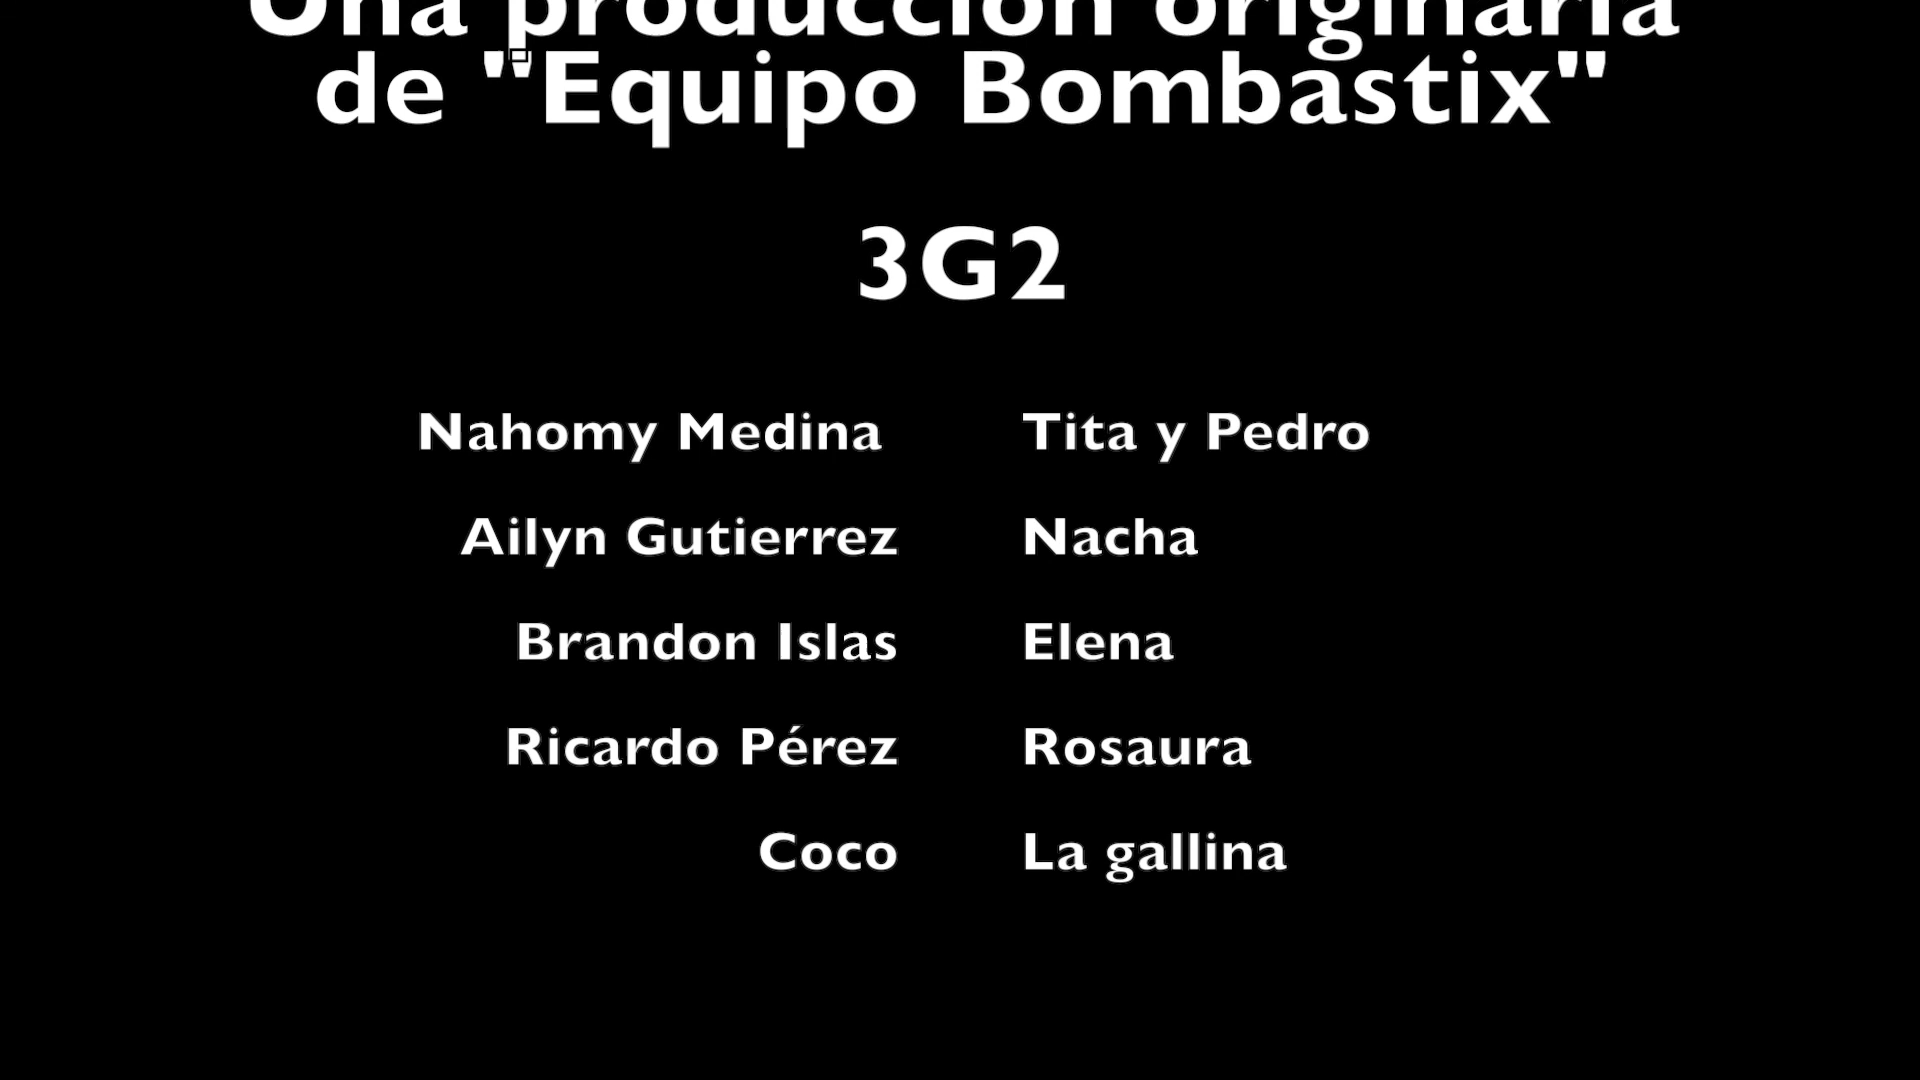 Una producción originaria
de "Equipo Bombastix"
3G2
Nahomy Medina Tita y Pedro
Ailyn Gutierrez Nacha
Brandon Islas Elena
Ricardo Pérez Rosaura
Coco La gallina